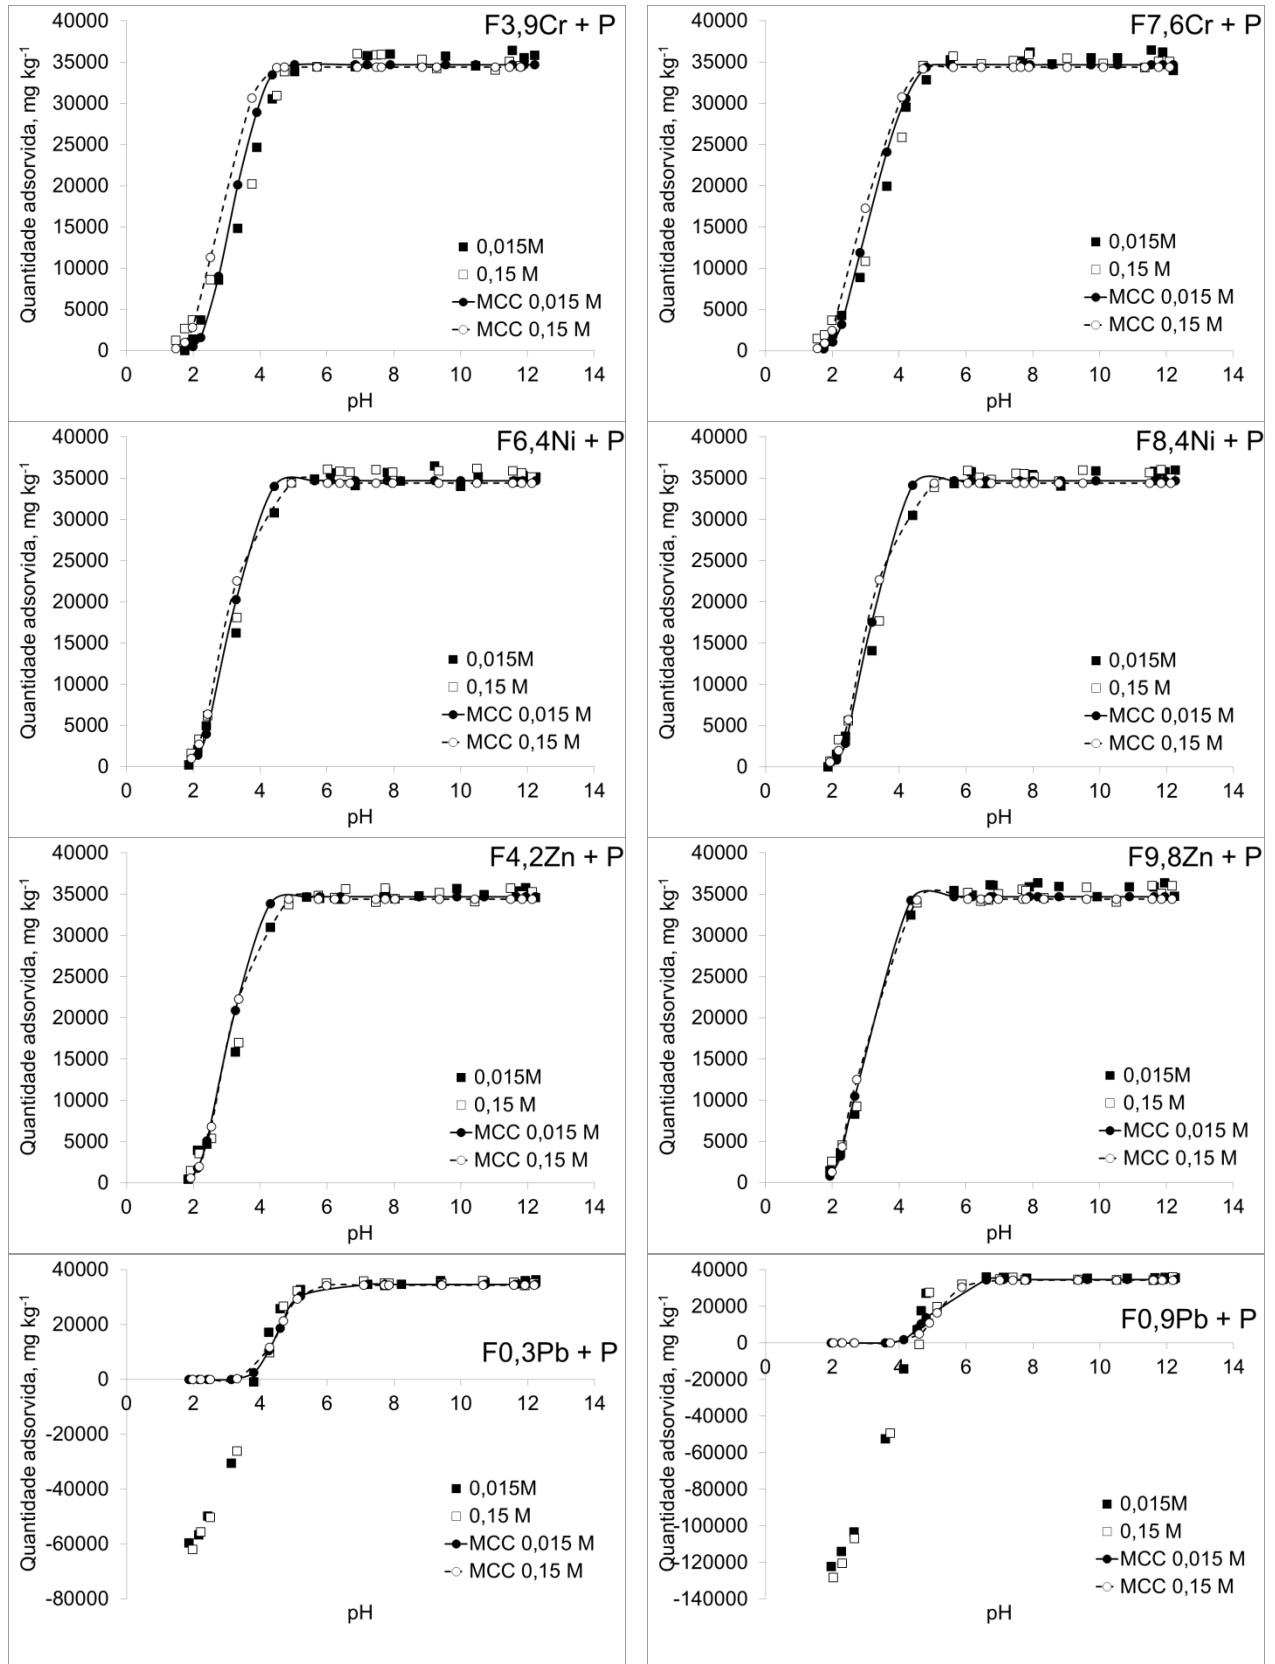 F3,9Cr + P
Quantidade adsorvida, mg kg-1
40000
35000
30000
25000
20000
15000
10000
5000
0
0 2 4 6 8 10 12 14
pH
0,015M
0,15 M
MCC 0,015 M
MCC 0,15 M
F7,6Cr + P
Quantidade adsorvida, mg kg-1
40000
35000
30000
25000
20000
15000
10000
5000
0
0 2 4 6 8 10 12 14
pH
0,015M
0,15 M
MCC 0,015 M
MCC 0,15 M
F6,4Ni + P
Quantidade adsorvida, mg kg-1
40000
35000
30000
25000
20000
15000
10000
5000
0
0 2 4 6 8 10 12 14
pH
0,015M
0,15 M
MCC 0,015 M
MCC 0,15 M
F8,4Ni + P
Quantidade adsorvida, mg kg-1
40000
35000
30000
25000
20000
15000
10000
5000
0
0 2 4 6 8 10 12 14
pH
0,015M
0,15 M
MCC 0,015 M
MCC 0,15 M
F4,2Zn + P
Quantidade adsorvida, mg kg-1
40000
35000
30000
25000
20000
15000
10000
5000
0
0 2 4 6 8 10 12 14
pH
0,015M
0,15 M
MCC 0,015 M
MCC 0,15 M
F9,8Zn + P
Quantidade adsorvida, mg kg-1
40000
35000
30000
25000
20000
15000
10000
5000
0
0 2 4 6 8 10 12 14
pH
0,015M
0,15 M
MCC 0,015 M
MCC 0,15 M
F0,3Pb + P
Quantidade adsorvida, mg kg-1
40000
20000
0
-20000
-40000
-60000
-80000
0 2 4 6 8 10 12 14
pH
0,015M
0,15 M
MCC 0,015 M
MCC 0,15 M
F0,9Pb + P
Quantidade adsorvida, mg kg-1
40000
20000
0
-20000
-40000
-60000
-80000
-100000
-120000
-140000
0 2 4 6 8 10 12 14
pH
0,015M
0,15 M
MCC 0,015 M
MCC 0,15 M